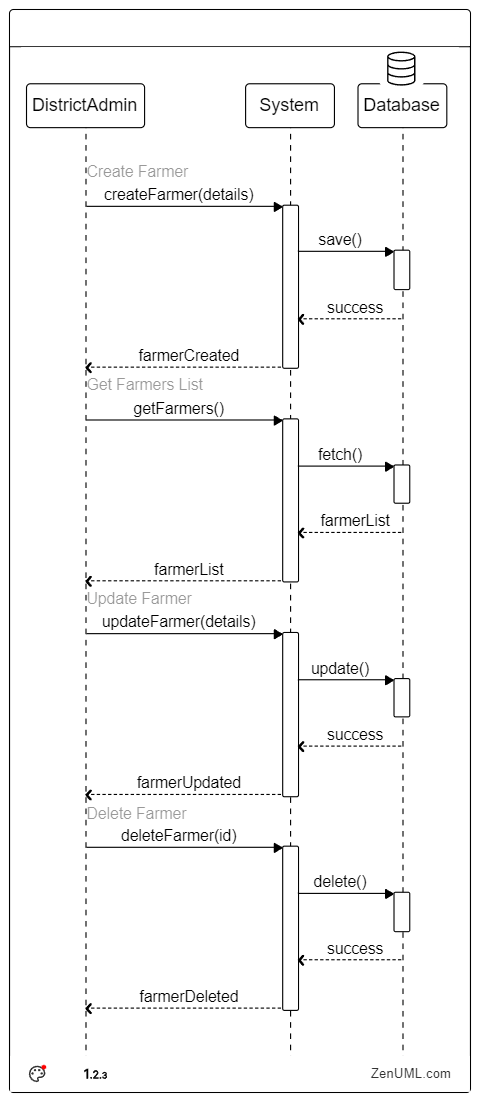 DistrictAdmin System Database
Create Farmer
createFarmer(details)
save()
success
farmerCreated
Get Farmers List
getFarmers()
fetch()
farmerList
farmerList
Update Farmer
updateFarmer(details)
update()
success
farmerUpdated
Delete Farmer
deleteFarmer(id)
delete()
success
farmerDeleted
1.2.3 ZenUML.com